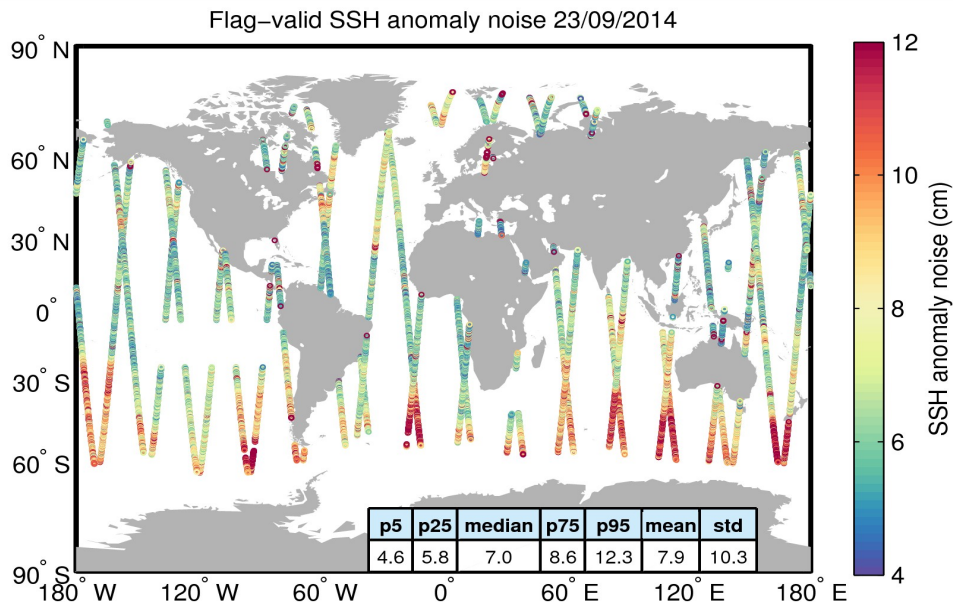 Flag–valid SSH anomaly noise 23/09/2014
90° N
60° N
30° N
0°
30° S
60° S
90° S
180° W 120° W 60° W 0° 60° E 120° E 180° E
p5 p25 median p75 p95 mean std
4.6 5.8 7.0 8.6 12.3 7.9 10.3
12
10
8
6
4
SSH anomaly noise (cm)